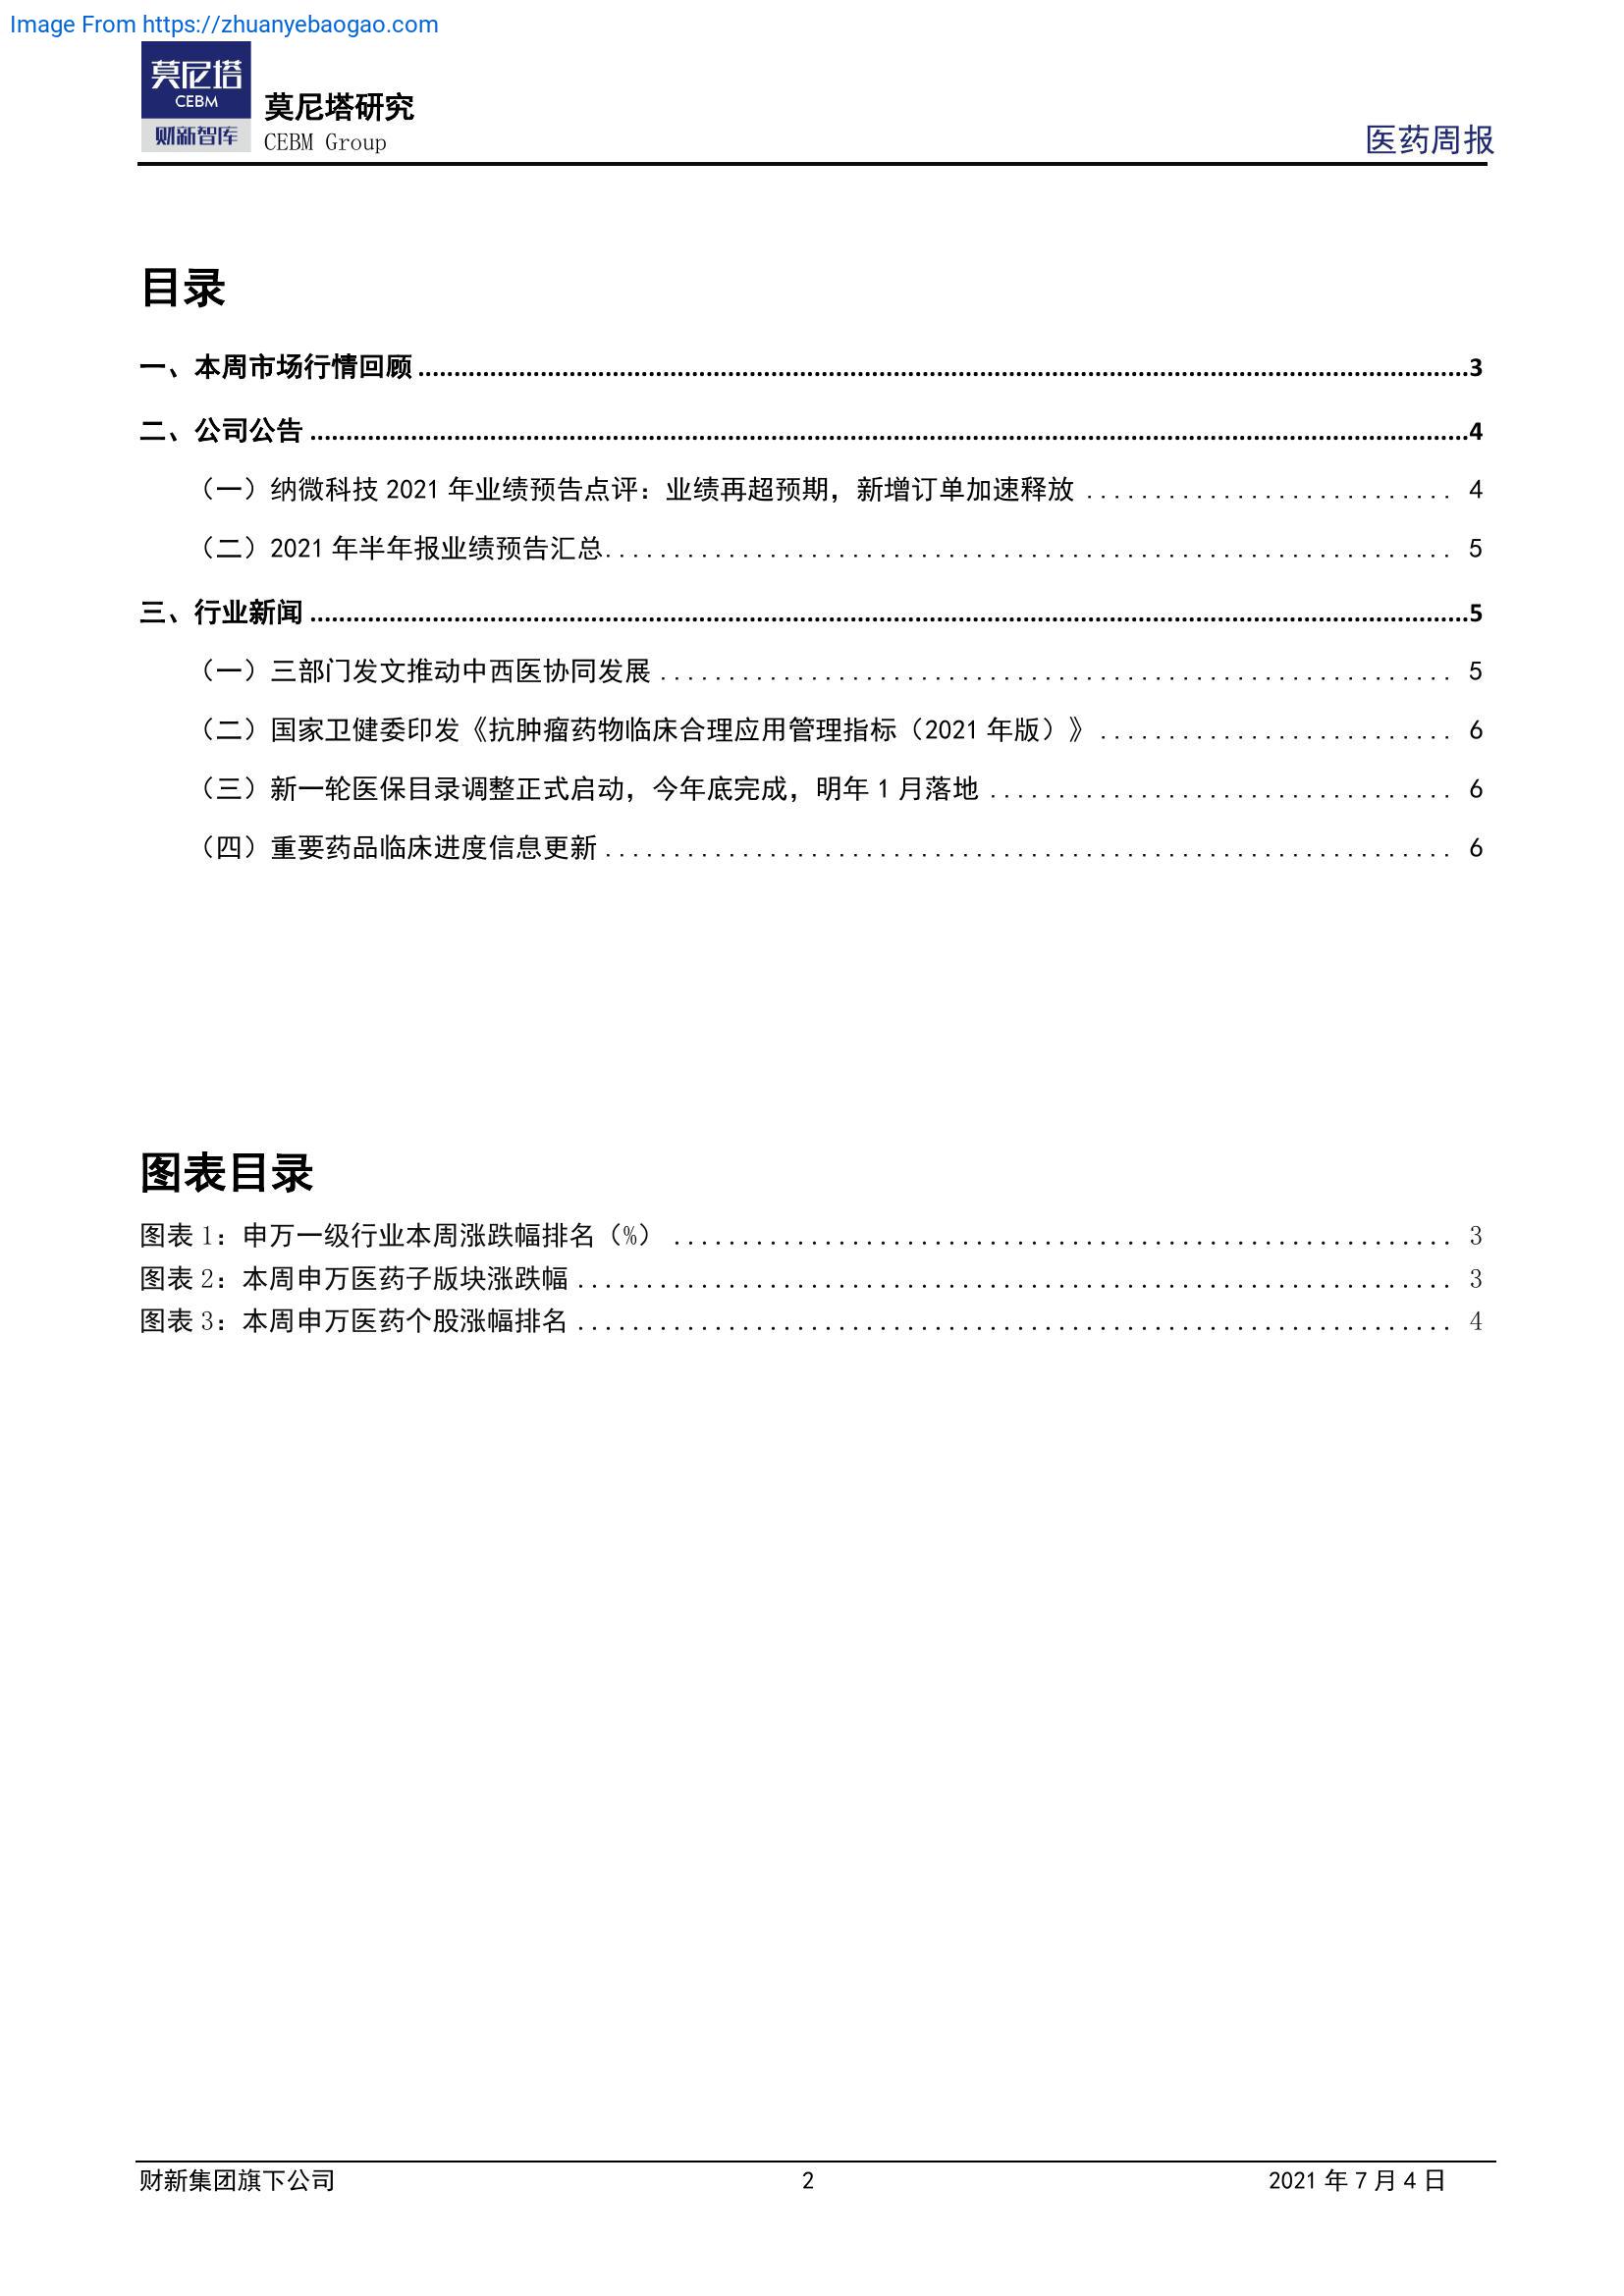 Image From https://zhuanyebaogao.com
莫尼塔
CEBM
财新智库
莫尼塔研究
CEBM Group
医药周报
目录
一、本周市场行情回顾........................................3
二、公司公告........................................4
（一）纳微科技 2021 年业绩预告点评：业绩再超预期，新增订单加速释放 ........................... 4
（二）2021 年半年报业绩预告汇总........................................ 5
三、行业新闻........................................5
（一）三部门发文推动中西医协同发展 ........................................ 5
（二）国家卫健委印发《抗肿瘤药物临床合理应用管理指标（2021 年版）》 .......................... 6
（三）新一轮医保目录调整正式启动，今年底完成，明年 1 月落地 .................................. 6
（四）重要药品临床进度信息更新 ........................................ 6
图表目录
图表 1：申万一级行业本周涨跌幅排名（%） ........................................ 3
图表 2：本周申万医药子版块涨跌幅 ........................................ 3
图表 3：本周申万医药个股涨幅排名 ........................................ 4
财新集团旗下公司 2 2021 年 7 月 4 日